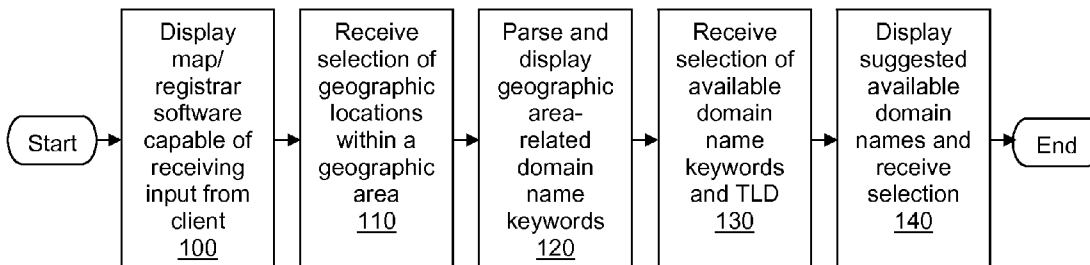 Start
Display
map/
registrar
software
capable of
receiving
input from
client
100
Receive
selection of
geographic
locations
within a
geographic
area
110
Parse and
display
geographic
area-
related
domain
name
keywords
120
Receive
selection of
available
domain
name
keywords
and TLD
130
Display
suggested
available
domain
names and
receive
selection
140
End